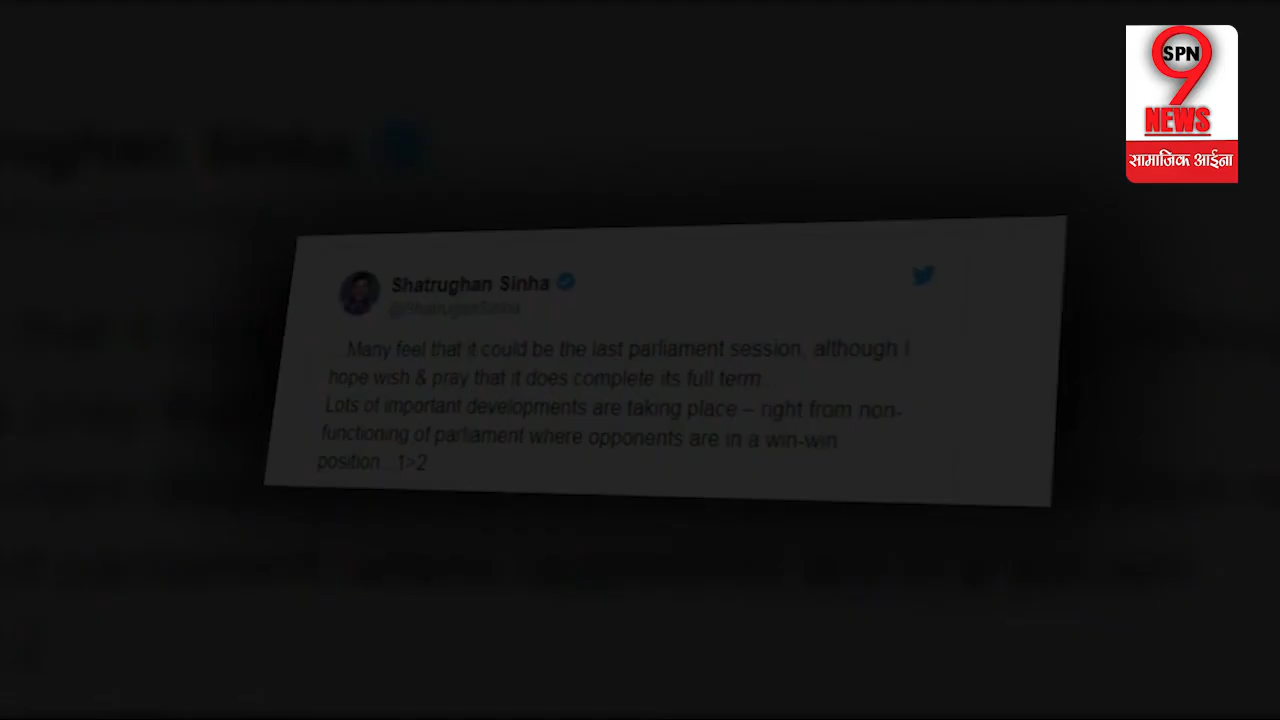 SPN
9
NEWS
सामाजिक आईना
Shatrughan Sinha
@ShatruganSinha
...Many feel that it could be the last parliament session, although I
hope wish & pray that it does complete its full term...
Lots of important developments are taking place – right from non-
functioning of parliament where opponents are in a win-win
position...1>2